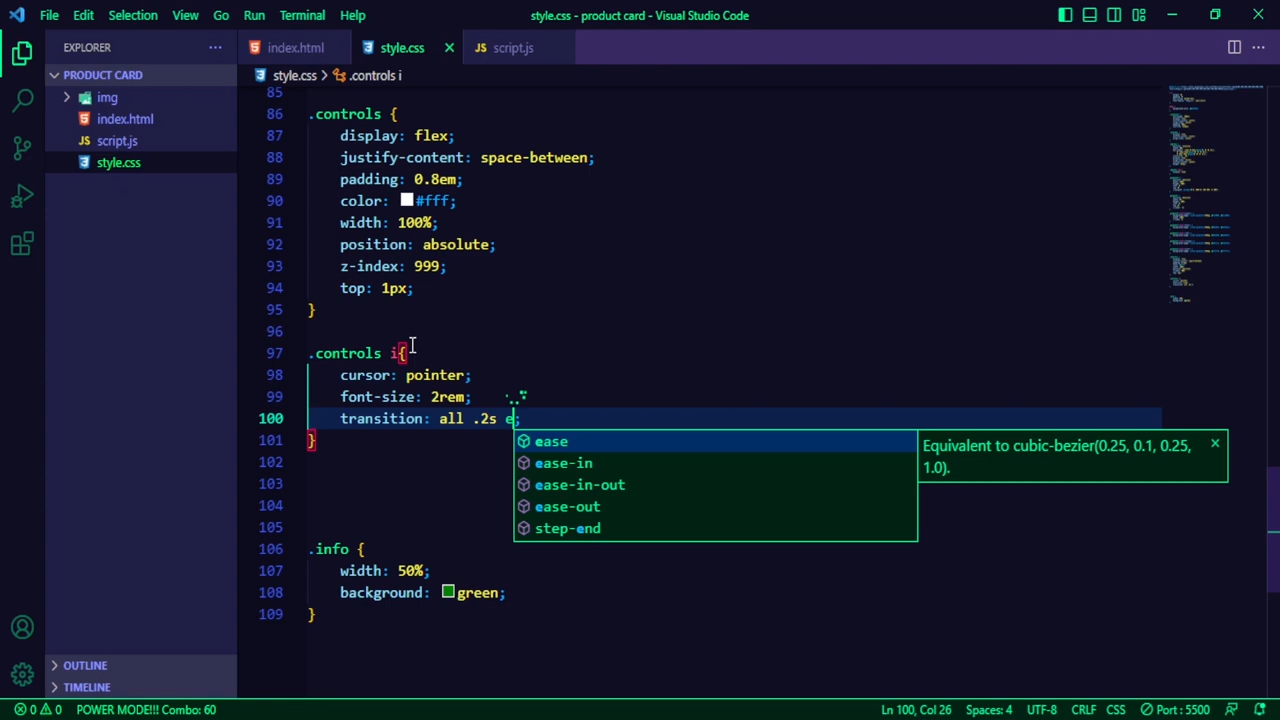 File Edit Selection View Go Run Terminal Help
style.css - product card - Visual Studio Code
EXPLORER
index.html
style.css
script.js
PRODUCT CARD
img
index.html
script.js
style.css
style.css > .controls i
85
86 .controls {
87 display: flex;
88 justify-content: space-between;
89 padding: 0.8em;
90 color: #fff;
91 width: 100%;
92 position: absolute;
93 z-index: 999;
94 top: 1px;
95 }
96
97 .controls i{
98 cursor: pointer;
99 font-size: 2rem;
100 transition: all .2s e;
101 }
102
103
104
105
106 .info {
107 width: 50%;
108 background: green;
109 }
ease
ease-in
ease-in-out
ease-out
step-end
Equivalent to cubic-bezier(0.25, 0.1, 0.25,
1.0).
OUTLINE
TIMELINE
0 0 POWER MODE!!! Combo: 60
Ln 100, Col 26 Spaces: 4 UTF-8 CRLF CSS Port : 5500